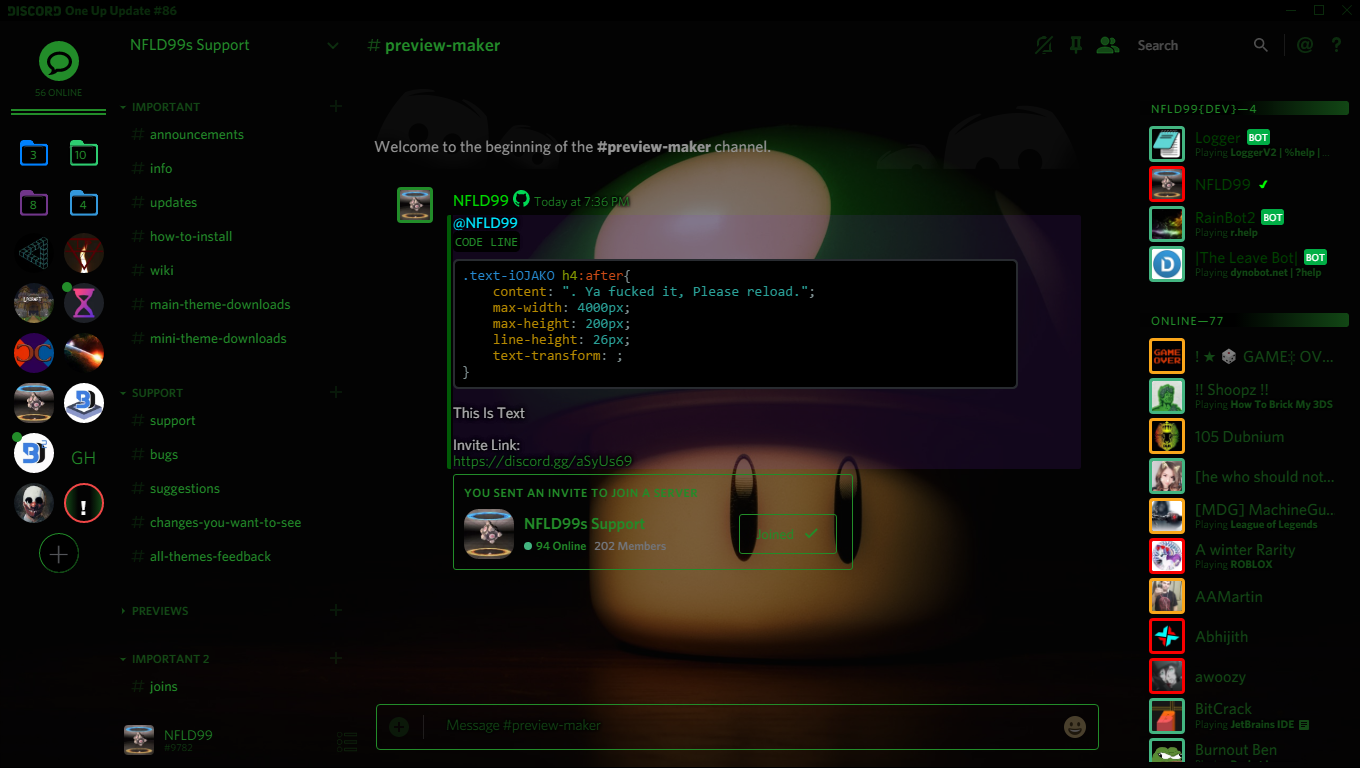 DISCORD One Up Update #86
NFLD99s Support
# preview-maker
Search
@
?
56 ONLINE
3
10
8
4
GH
!
IMPORTANT
# announcements
# info
# updates
# how-to-install
# wiki
# main-theme-downloads
# mini-theme-downloads
SUPPORT
# support
# bugs
# suggestions
# changes-you-want-to-see
# all-themes-feedback
PREVIEWS
IMPORTANT 2
# joins
NFLD99
#9782
Welcome to the beginning of the #preview-maker channel.
NFLD99 Today at 7:36 PM
@NFLD99
CODE LINE
.text-iOJAKO h4:after{
content: ". Ya fucked it, Please reload.";
max-width: 4000px;
max-height: 200px;
line-height: 26px;
text-transform: ;
}
This Is Text
Invite Link:
https://discord.gg/aSyUs69
YOU SENT AN INVITE TO JOIN A SERVER
NFLD99s Support
94 Online 202 Members
Joined
Message #preview-maker
NFLD99{DEV}—4
Logger BOT
Playing LoggerV2 | %help | ...
NFLD99
RainBot2 BOT
Playing r.help
|The Leave Bot| BOT
Playing dynobot.net | ?help
ONLINE—77
GAME OVER
!! Shoopz !!
Playing How To Brick My 3DS
105 Dubnium
[he who should not...
[MDG] MachineGu..
Playing League of Legends
A winter Rarity
Playing ROBLOX
AAMartin
Abhijith
awoozy
BitCrack
Playing JetBrains IDE
Burnout Ben